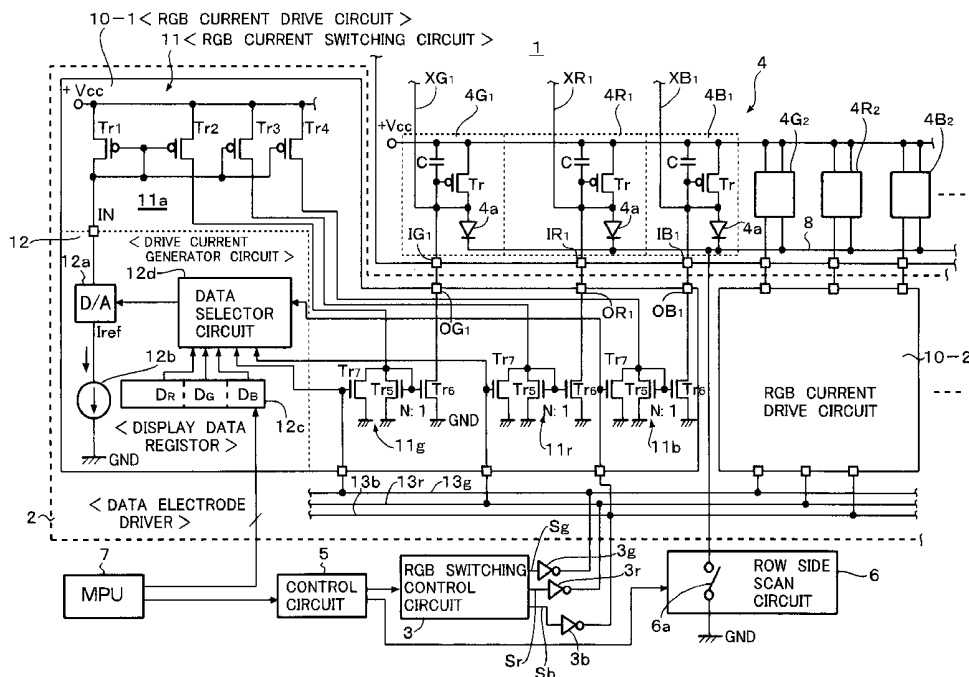 10-1 < RGB CURRENT DRIVE CIRCUIT >
11 < RGB CURRENT SWITCHING CIRCUIT >
1
XG1
XR1
XB1
4
4G1
4R1
4B1
4G2
4R2
4B2
+Vcc
+Vcc
Tr1
Tr2
Tr3
Tr4
C
Tr
4a
C
Tr
4a
C
Tr
4a
11a
IN
12
8
< DRIVE CURRENT
GENERATOR CIRCUIT >
IG1
IR1
IB1
12a
12d
D/A
DATA
SELECTOR
CIRCUIT
OG1
OR1
OB1
Iref
12b
10-2
Tr7
Tr5
Tr6
Tr7
Tr5
Tr6
Tr7
Tr5
Tr6
DR
DG
DB
12c
N: 1
GND
N: 1
N: 1
RGB CURRENT
DRIVE CIRCUIT
< DISPLAY DATA
REGISTOR >
11g
11r
11b
GND
13b
13r
13g
2
< DATA ELECTRODE
DRIVER >
7
MPU
5
CONTROL
CIRCUIT
RGB SWITCHING
CONTROL
CIRCUIT
3
Sg
3g
3r
3b
Sr
Sb
ROW SIDE
SCAN
CIRCUIT
6
6a
GND